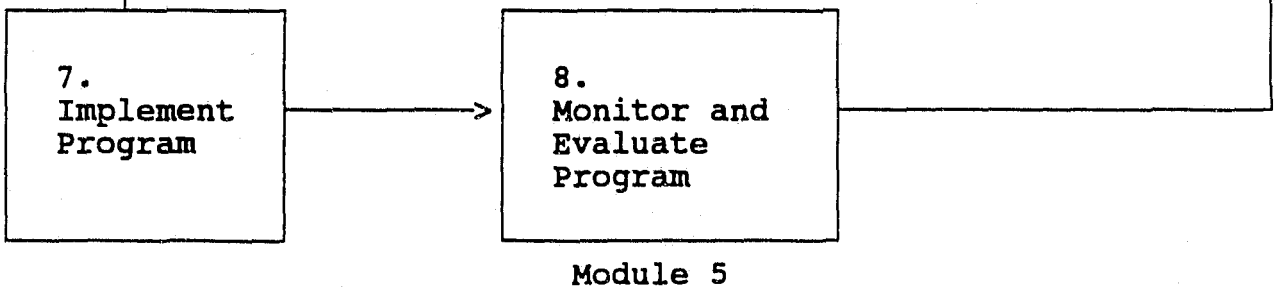 7.
Implement
Program
8.
Monitor and
Evaluate
Program
Module 5